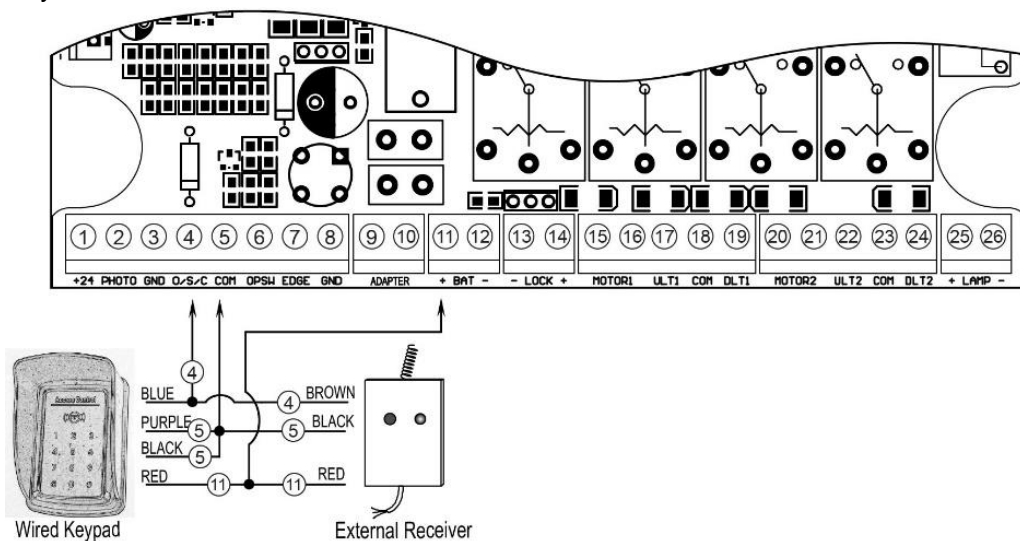 1 2 3 4 5 6 7 8 9 10 11 12 13 14 15 16 17 18 19 20 21 22 23 24 25 26
+24 PHOTO GND O/S/C COM OPSW EDGE GND ADAPTER + BAT - - LOCK + MOTOR1 ULT1 COM DLT1 MOTOR2 ULT2 COM DLT2 + LAMP -
4
BLUE 4 BROWN
PURPLE 5 5 BLACK
BLACK 5
RED 11 11 RED
Wired Keypad External Receiver